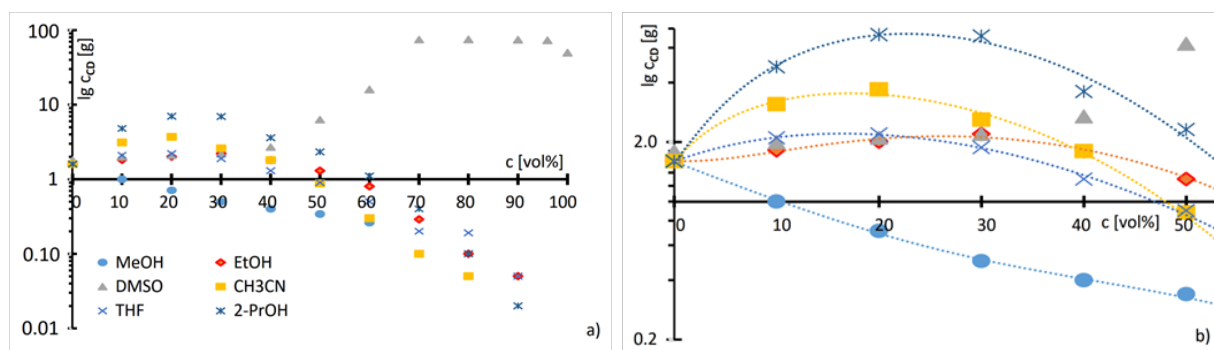 100
10
1
0.10
0.01
lg c_CD [g]
c [vol%]
0 10 20 30 40 50 60 70 80 90 100
MeOH EtOH
DMSO CH3CN
THF 2-PrOH
a)
lg c_CD [g]
2.0
0.2
0 10 20 30 40 50
c [vol%]
b)